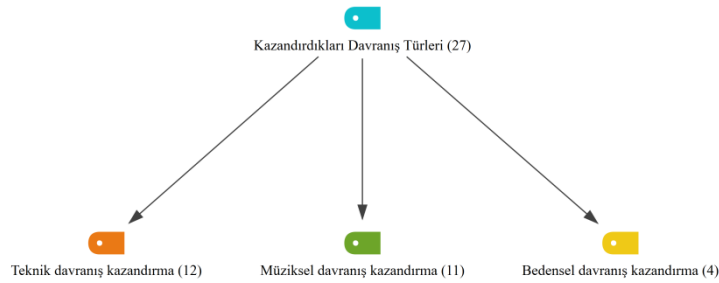 Kazandırdıkları Davranış Türleri (27)
Teknik davranış kazandırma (12)
Müziksel davranış kazandırma (11)
Bedensel davranış kazandırma (4)